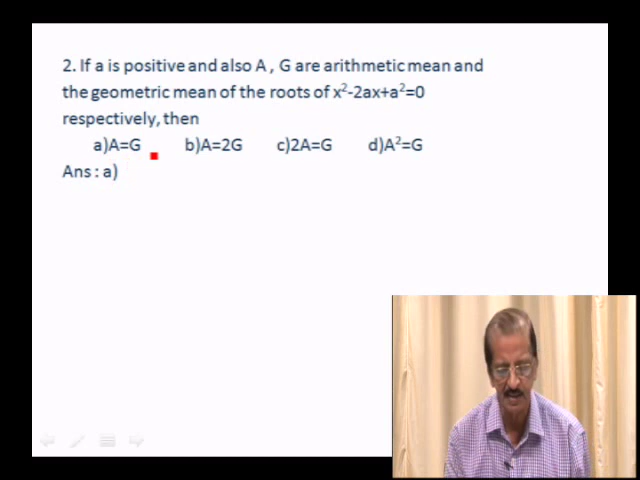 2. If a is positive and also A , G are arithmetic mean and
the geometric mean of the roots of x²-2ax+a²=0
respectively, then
a)A=G b)A=2G c)2A=G d)A²=G
Ans : a)